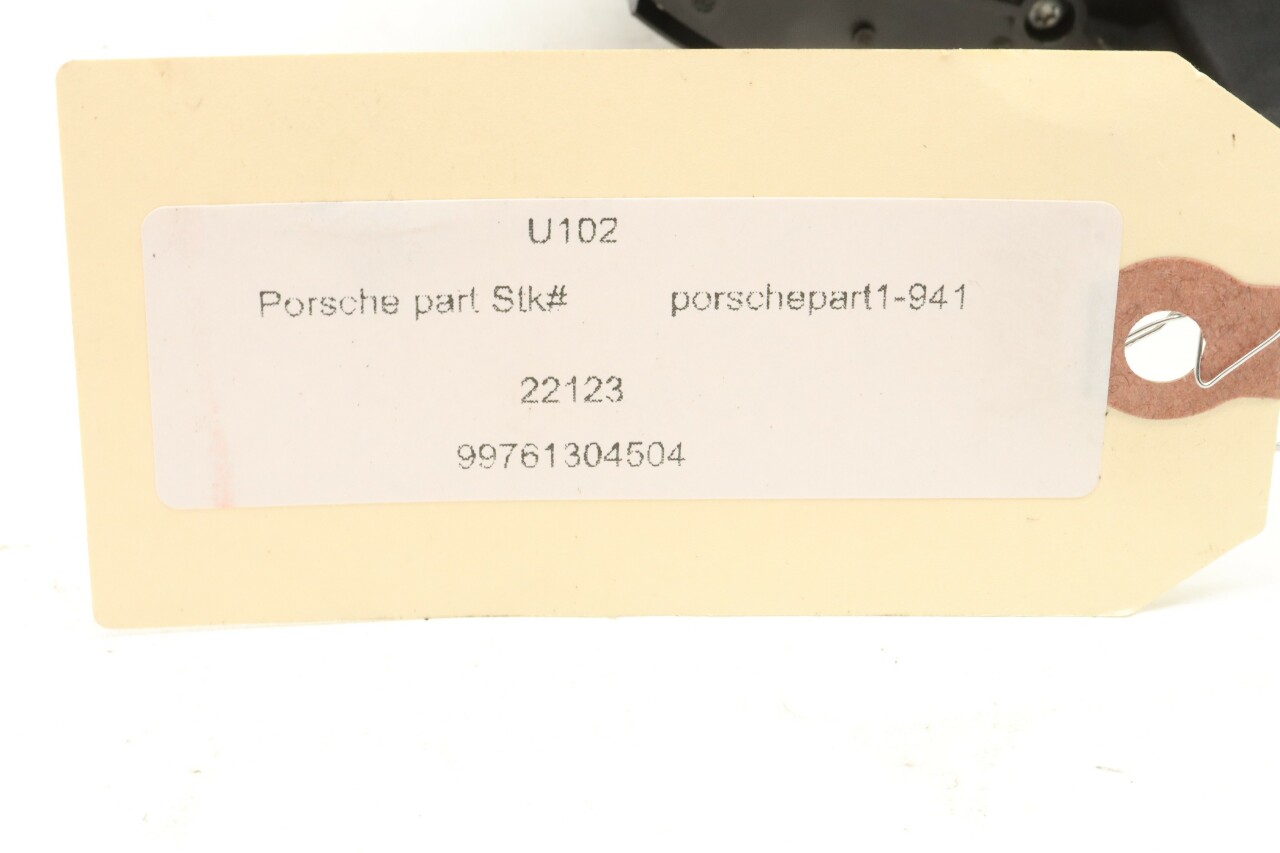 U102
Porsche part Stk# porschepart1-941
22123
99761304504